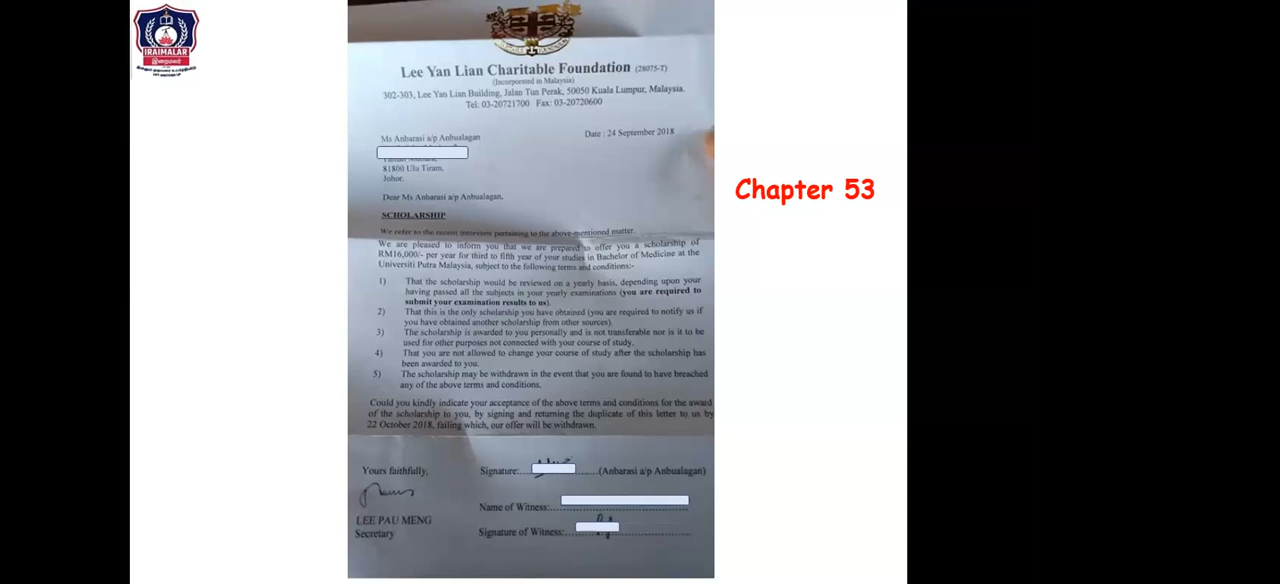 IRAIMALAR
இறைமலர்
Lee Yan Lian Charitable Foundation (28075-T)
(Incorporated in Malaysia)
302-303, Lee Yan Lian Building, Jalan Tun Perak, 50050 Kuala Lumpur, Malaysia.
Tel: 03-20721700 Fax: 03-20720600
Ms Anbarasi a/p Anbualagan
Date : 24 September 2018
81800 Ulu Tiram,
Johor.
Dear Ms Anbarasi a/p Anbualagan,
SCHOLARSHIP
We refer to the recent interview pertaining to the above-mentioned matter.
We are pleased to inform you that we are prepared to offer you a scholarship of
RM16,000/- per year for third to fifth year of your studies in Bachelor of Medicine at the
Universiti Putra Malaysia, subject to the following terms and conditions:-
1) That the scholarship would be reviewed on a yearly basis, depending upon your
having passed all the subjects in your yearly examinations (you are required to
submit your examination results to us).
2) That this is the only scholarship you have obtained (you are required to notify us if
you have obtained another scholarship from other sources).
3) The scholarship is awarded to you personally and is not transferable nor is it to be
used for other purposes not connected with your course of study.
4) That you are not allowed to change your course of study after the scholarship has
been awarded to you.
5) The scholarship may be withdrawn in the event that you are found to have breached
any of the above terms and conditions.
Could you kindly indicate your acceptance of the above terms and conditions for the award
of the scholarship to you, by signing and returning the duplicate of this letter to us by
22 October 2018, failing which, our offer will be withdrawn.
Yours faithfully,
Signature:..........(Anbarasi a/p Anbualagan)
Name of Witness:
LEE PAU MENG
Secretary
Signature of Witness:
Chapter 53